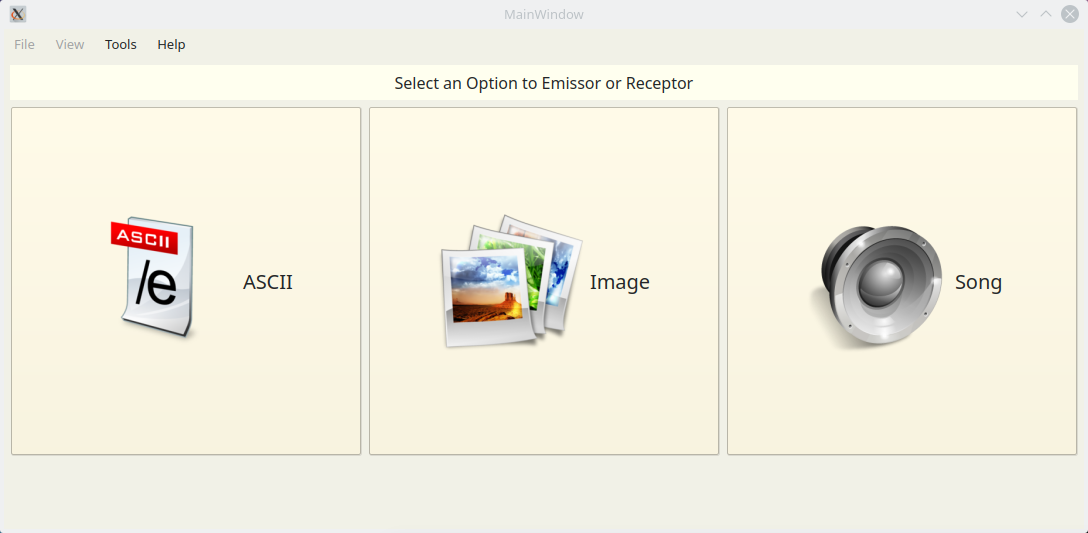 MainWindow
File View Tools Help
Select an Option to Emissor or Receptor
ASCII
/e
ASCII
Image
Song